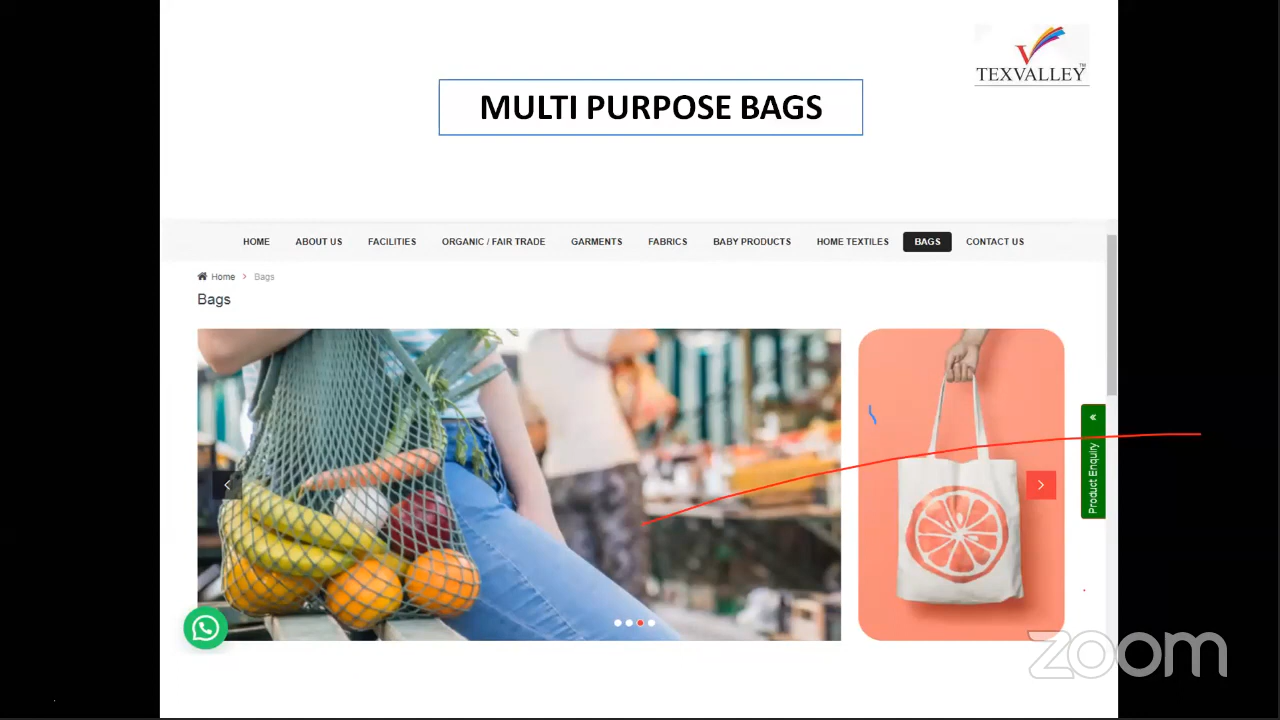 TEXVALLEY™
MULTI PURPOSE BAGS
HOME ABOUT US FACILITIES ORGANIC / FAIR TRADE GARMENTS FABRICS BABY PRODUCTS HOME TEXTILES BAGS CONTACT US
Home > Bags
Bags
Product Enquiry
zoom